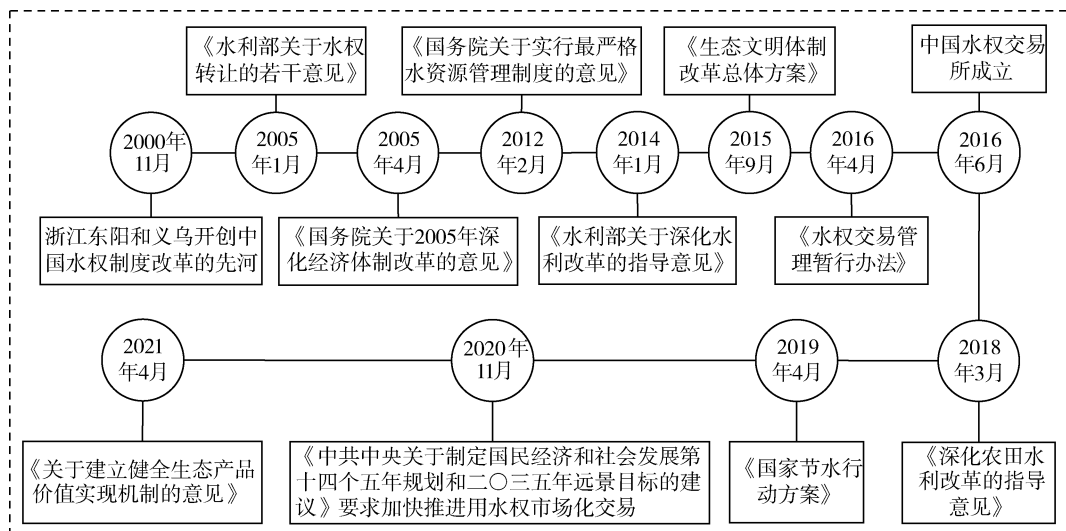 《水利部关于水权
转让的若干意见》
《国务院关于实行最严格
水资源管理制度的意见》
《生态文明体制
改革总体方案》
中国水权交易
所成立
2000年
11月
2005
年1月
2005
年4月
2012
年2月
2014
年1月
2015
年9月
2016
年4月
2016
年6月
浙江东阳和义乌开创中
国水权制度改革的先河
《国务院关于2005年深
化经济体制改革的意见》
《水利部关于深化水
利改革的指导意见》
《水权交易管
理暂行办法》
2021
年4月
2020年
11月
2019
年4月
2018
年3月
《关于建立健全生态产品
价值实现机制的意见》
《中共中央关于制定国民经济和社会发展第
十四个五年规划和二〇三五年远景目标的建
议》要求加快推进用水权市场化交易
《国家节水行
动方案》
《深化农田水
利改革的指导
意见》